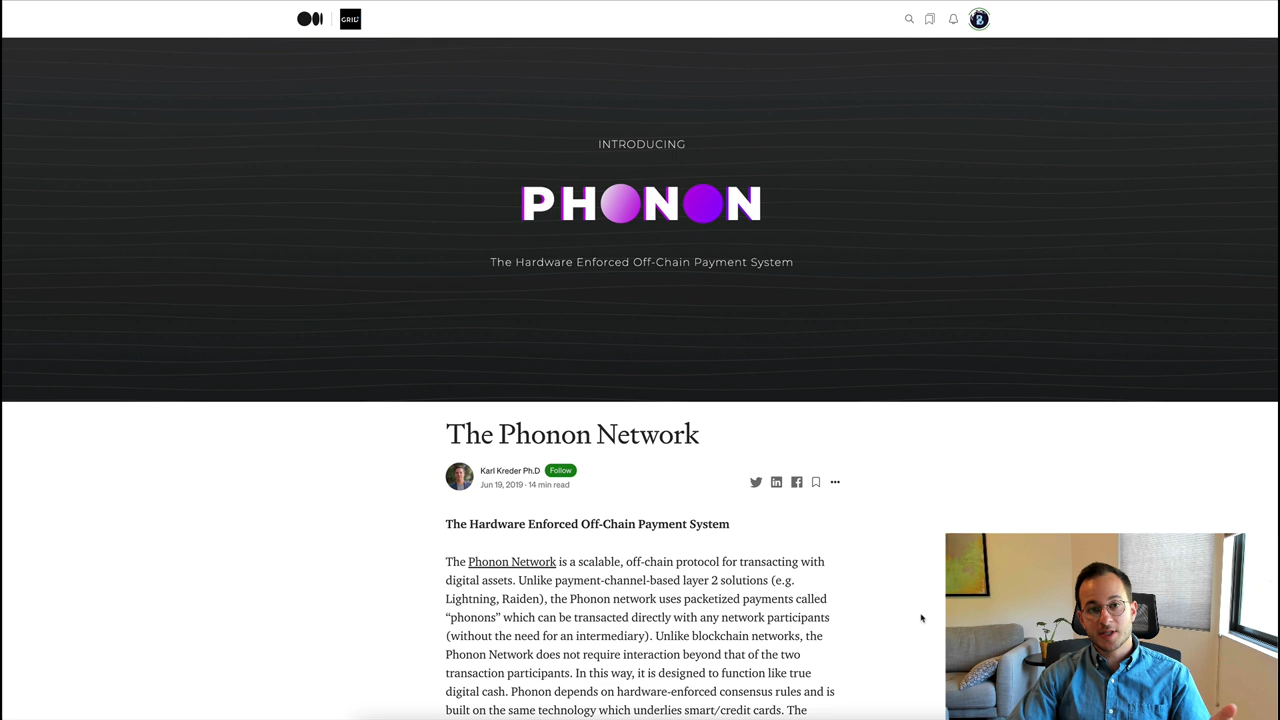 GRID+
INTRODUCING
PHONON
The Hardware Enforced Off-Chain Payment System
The Phonon Network
Karl Kreder Ph.D Follow
Jun 19, 2019 · 14 min read
The Hardware Enforced Off-Chain Payment System
The Phonon Network is a scalable, off-chain protocol for transacting with
digital assets. Unlike payment-channel-based layer 2 solutions (e.g.
Lightning, Raiden), the Phonon network uses packetized payments called
“phonons” which can be transacted directly with any network participants
(without the need for an intermediary). Unlike blockchain networks, the
Phonon Network does not require interaction beyond that of the two
transaction participants. In this way, it is designed to function like true
digital cash. Phonon depends on hardware-enforced consensus rules and is
built on the same technology which underlies smart/credit cards. The